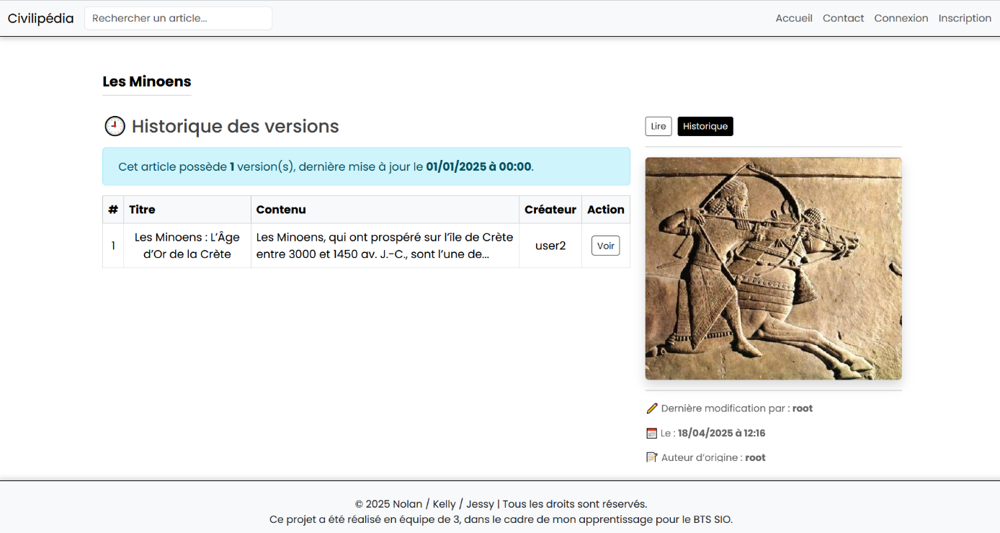 Civilipédia
Rechercher un article...
Accueil Contact Connexion Inscription
Les Minoens
Historique des versions
Cet article possède 1 version(s), dernière mise à jour le 01/01/2025 à 00:00.
# Titre Contenu Créateur Action
1 Les Minoens : L’Âge d’Or de la Crète
Les Minoens, qui ont prospéré sur l’île de Crète
entre 3000 et 1450 av. J.-C., sont l’une de...
user2
Voir
Lire Historique
Dernière modification par : root
Le : 18/04/2025 à 12:16
Auteur d’origine : root
© 2025 Nolan / Kelly / Jessy | Tous les droits sont réservés.
Ce projet a été réalisé en équipe de 3, dans le cadre de mon apprentissage pour le BTS SIO.